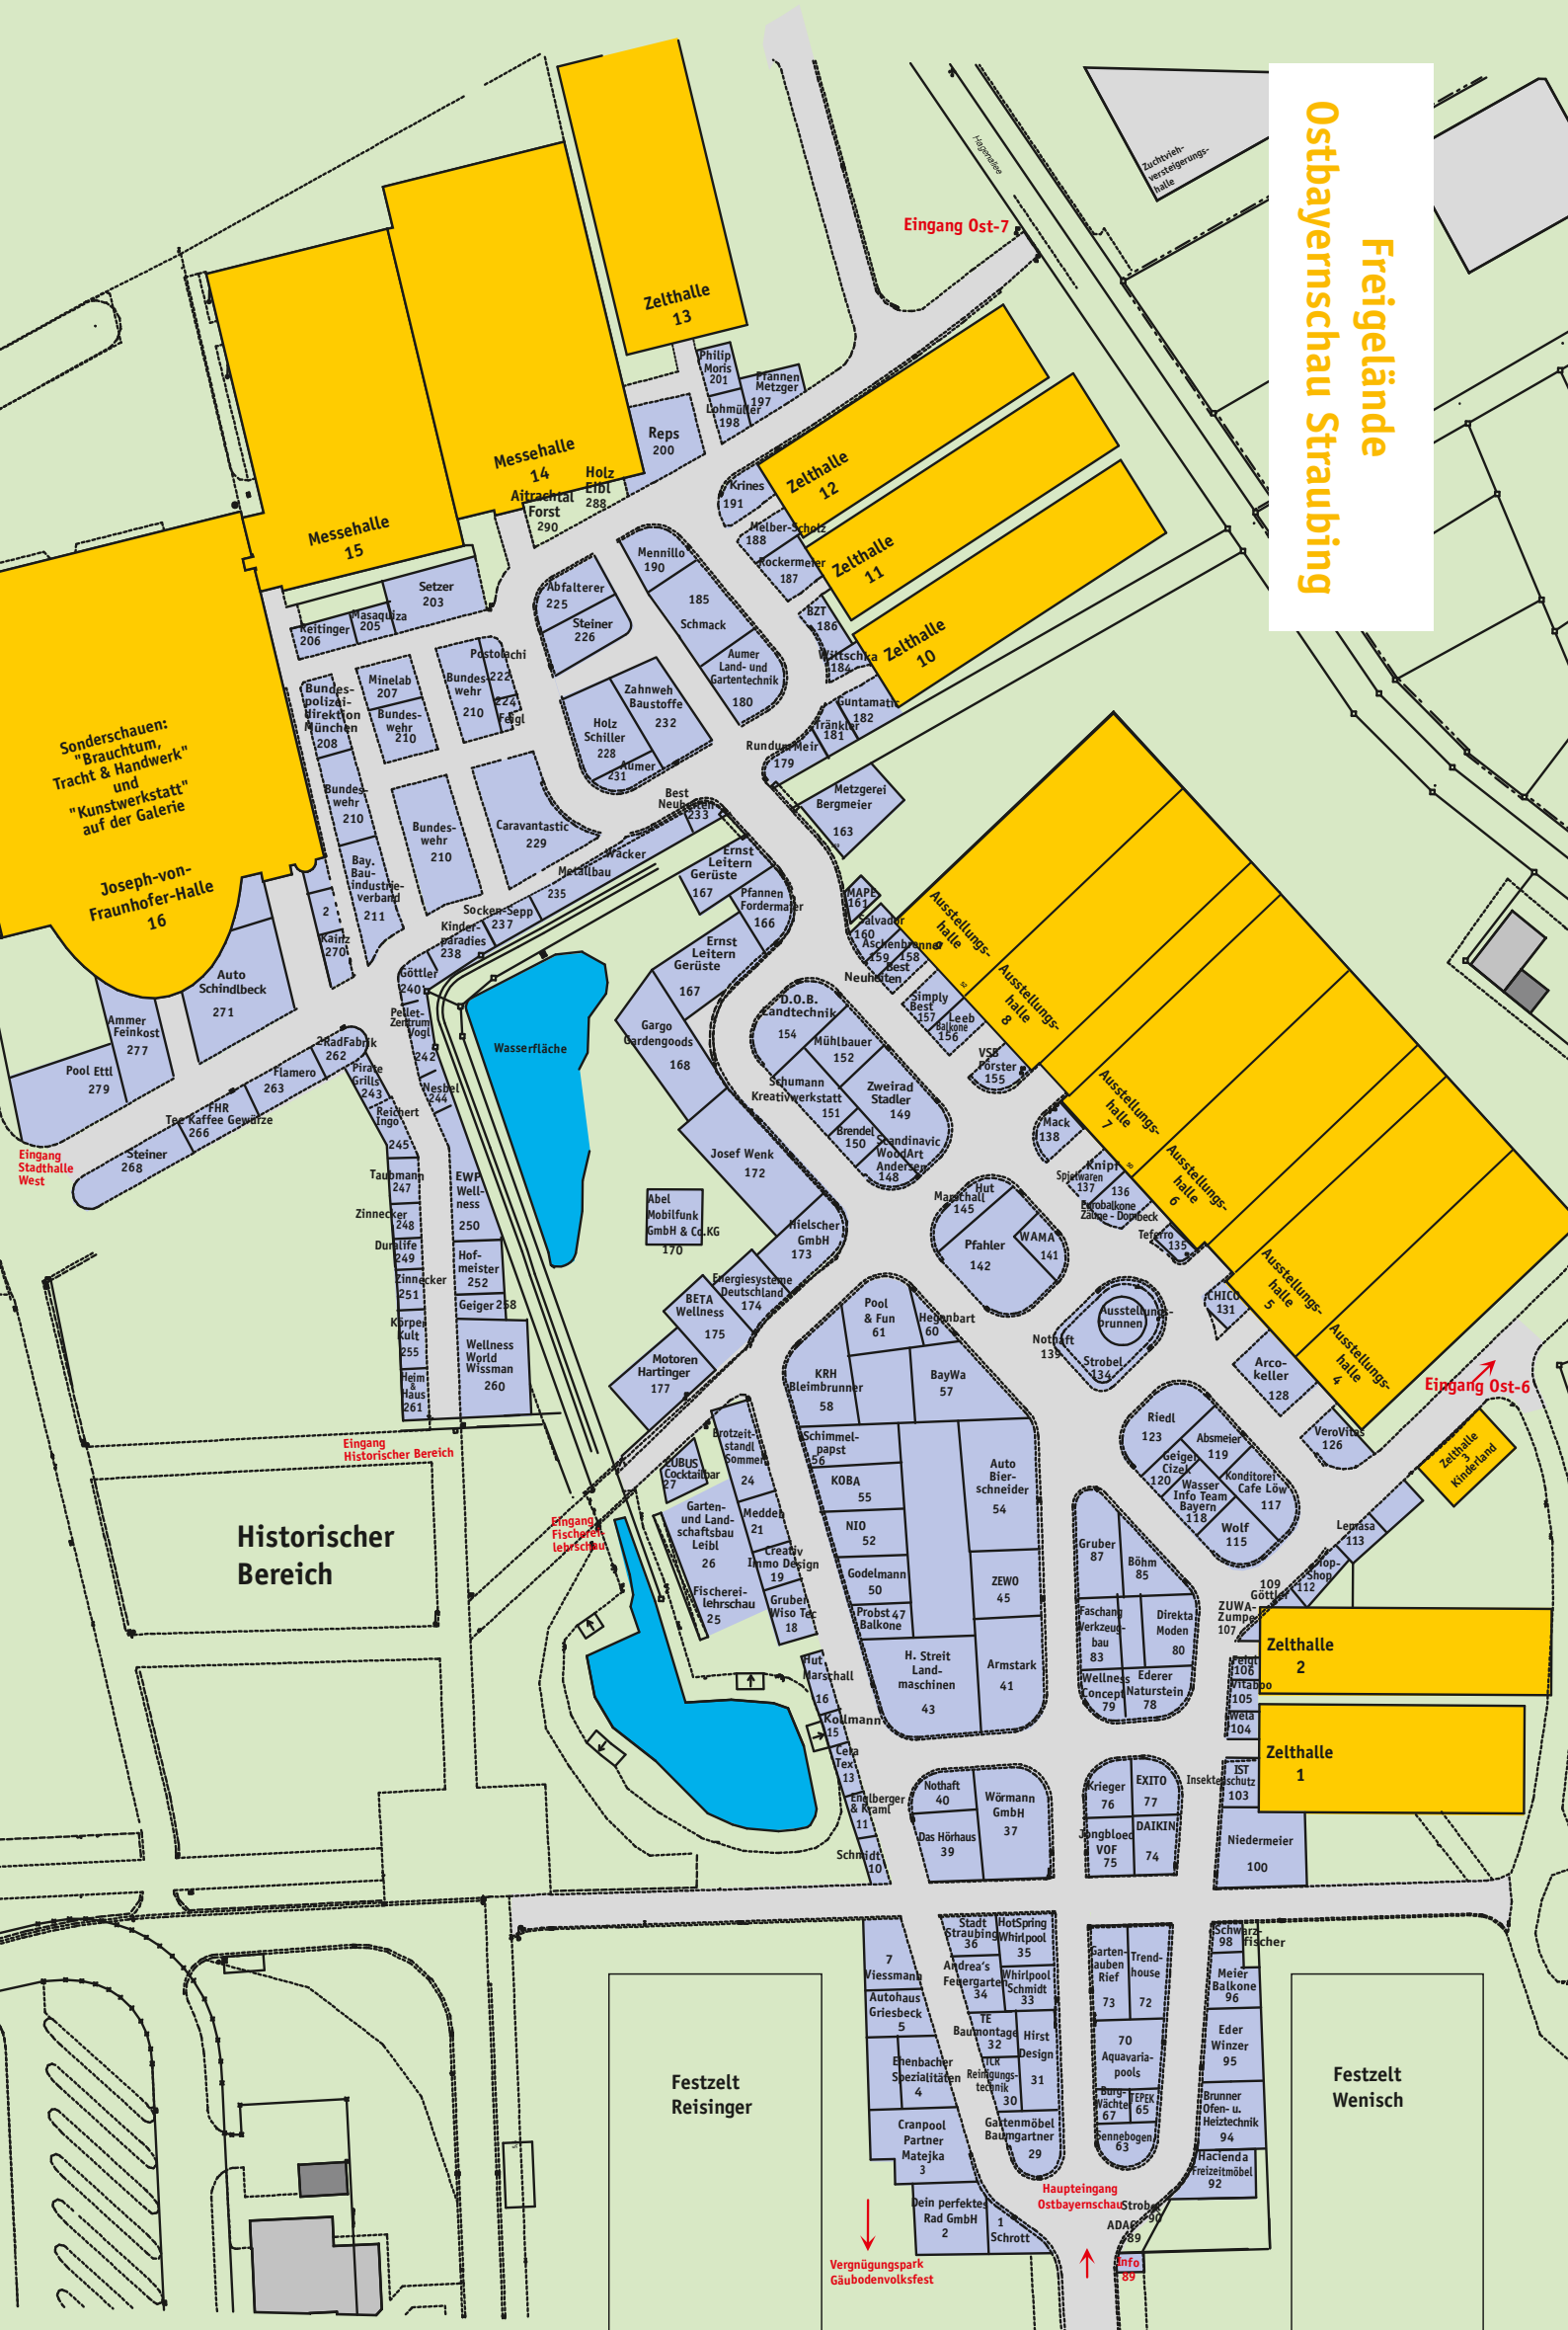 Freigelände
Ostbayernschau Straubing
Zuchtvieh-
versteigerungs-
halle
Hagenallee
Eingang Ost-7
Zelthalle
13
Messehalle
14
Messehalle
15
Philip
Moris
201
Pfannen
Metzger
197
Lohmüller
198
Reps
200
Holz
Eibl
288
Aitrachtal
Forst
290
Krines
191
Zelthalle
12
Melber-Scholz
188
Rockermeier
187
Zelthalle
11
BZT
186
Wiltschka
184
Zelthalle
10
Guntamatic
182
Tränkler
181
Rundum Meir
179
Metzgerei
Bergmeier
163
Mennillo
190
185
Schmack
Aumer
Land- und
Gartentechnik
180
Abfalterer
225
Steiner
226
Zahnweh
Baustoffe
232
Holz
Schiller
228
Aumer
231
Setzer
203
Masaquiza
205
Reitinger
206
Postolachi
222
224
Feigl
Bundes-
wehr
210
Minelab
207
Bundes-
wehr
210
Bundes-
polizei-
direktion
München
208
Bundes-
wehr
210
Bundes-
wehr
210
Caravantastic
229
Bay.
Bau-
industrie-
verband
211
Sonderschauen:
"Brauchtum,
Tracht & Handwerk"
und
"Kunstwerkstatt"
auf der Galerie
Joseph-von-
Fraunhofer-Halle
16
2
Kainz
270
Auto
Schindlbeck
271
Ammer
Feinkost
277
Pool Ettl
279
Best
Neuheiten
233
Wäcker
Metallbau
235
Socken-Sepp
237
Kinder-
paradies
238
Göttler
240
Pellet-
Zentrum
Vogl
242
Nesbel
244
2RadFabrik
262
Flamero
263
FHR
Tee Kaffee Gewürze
266
Steiner
268
Eingang
Stadthalle
West
Pirate
Grills
243
Reichert
Ingo
245
Taubmann
247
Zinnecker
248
Duralife
249
Zinnecker
251
Körper
Kult
255
Heim
&
Haus
261
EWP
Well-
ness
250
Hof-
meister
252
Geiger 258
Wellness
World
Wissman
260
Eingang
Historischer Bereich
Wasserfläche
Ernst
Leitern
Gerüste
167
Pfannen
Fordermaier
166
Ernst
Leitern
Gerüste
167
Gargo
Gardengoods
168
Josef Wenk
172
Abel
Mobilfunk
GmbH & Co.KG
170
Hielscher
GmbH
173
Energiesysteme
Deutschland
174
BETA
Wellness
175
Motoren
Hartinger
177
MAPE
161
Salvador
160
Aschenbrenner
159
158
Best
Neuheiten
Simply
Best
157
Leeb
Balkone
156
VSB
Förster
155
Ausstellungs-
halle
9
Ausstellungs-
halle
8
Ausstellungs-
halle
7
Ausstellungs-
halle
6
Ausstellungs-
halle
5
Ausstellungs-
halle
4
D.O.B.
Landtechnik
154
Mühlbauer
152
Schumann
Kreativwerkstatt
151
Zweirad
Stadler
149
Brendel
150
Scandinavic
WoodArt
Andersen
148
Mack
138
Knipf
Spielwaren
137
136
Eurobalkone
Zäune - Dombeck
Teferro
135
CHICO
131
Arco-
keller
128
VeroVitas
126
Eingang Ost-6
Zelthalle
3
Kinderland
Hut
Marschall
145
Pfahler
142
WAMA
141
Ausstellungs-
brunnen
Nothaft
139
Strobel
134
Riedl
123
Absmeier
119
Geiger
Cizek
120
Konditorei
Cafe Löw
117
Wasser
Info Team
Bayern
118
Wolf
115
Lemasa
113
Shop
112
109
Göttler
ZUWA-
Zumpe
107
Zelthalle
2
Feigl
106
Vitaboo
105
Wela
104
Zelthalle
1
IST
Insektenschutz
103
Niedermeier
100
Pool
& Fun
61
Hegenbart
60
KRH
Bleimbrunner
58
BayWa
57
Schimmel-
papst
56
KOBA
55
Auto
Bier-
schneider
54
NIO
52
Godelmann
50
Probst 47
Balkone
ZEWO
45
H. Streit
Land-
maschinen
43
Armstark
41
Gruber
87
Böhm
85
Faschang
Werkzeug-
bau
83
Direkta
Moden
80
Wellness
Concept
79
Ederer
Naturstein
78
Brotzeit-
standl
Sommer
24
ZUBUS
Cocktailbar
27
Garten-
und Land-
schaftsbau
Leibl
26
Medded
21
Creativ
Immo Design
19
Fischerei-
lehrschau
25
Gruber
Wiso Tec
18
Eingang
Fischerei-
lehrschau
Hut
Marschall
16
Kollmann
15
Cera
Tex
13
Englberger
& Kraml
11
Schmidt
10
Historischer
Bereich
Nothaft
40
Wörmann
GmbH
37
Das Hörhaus
39
Krieger
76
EXITO
77
Jongbloed
VOF
75
DAIKIN
74
7
Viessmann
Autohaus
Griesbeck
5
Ehenbacher
Spezialitäten
4
Cranpool
Partner
Matejka
3
Dein perfektes
Rad GmbH
2
1
Schrott
Stadt
Straubing
36
HotSpring
Whirlpool
35
Andrea's
Feuergarten
34
Whirlpool
Schmidt
33
TE
Baumontage
32
Hirst
Design
31
TCR
Reinigungs-
technik
30
Gartenmöbel
Baumgartner
29
Garten-
lauben
Rief
73
Trend-
house
72
70
Aquavaria-
pools
Burg-
Wächter
67
TEPEK
65
Sennebogen
63
Schwarz-
fischer
98
Meier
Balkone
96
Eder
Winzer
95
Brunner
Ofen- u.
Heiztechnik
94
Hacienda
Freizeitmöbel
92
Haupteingang
Ostbayernschau
Strobel
90
ADAC
89
Info
89
Vergnügungspark
Gäubodenvolksfest
Festzelt
Reisinger
Festzelt
Wenisch